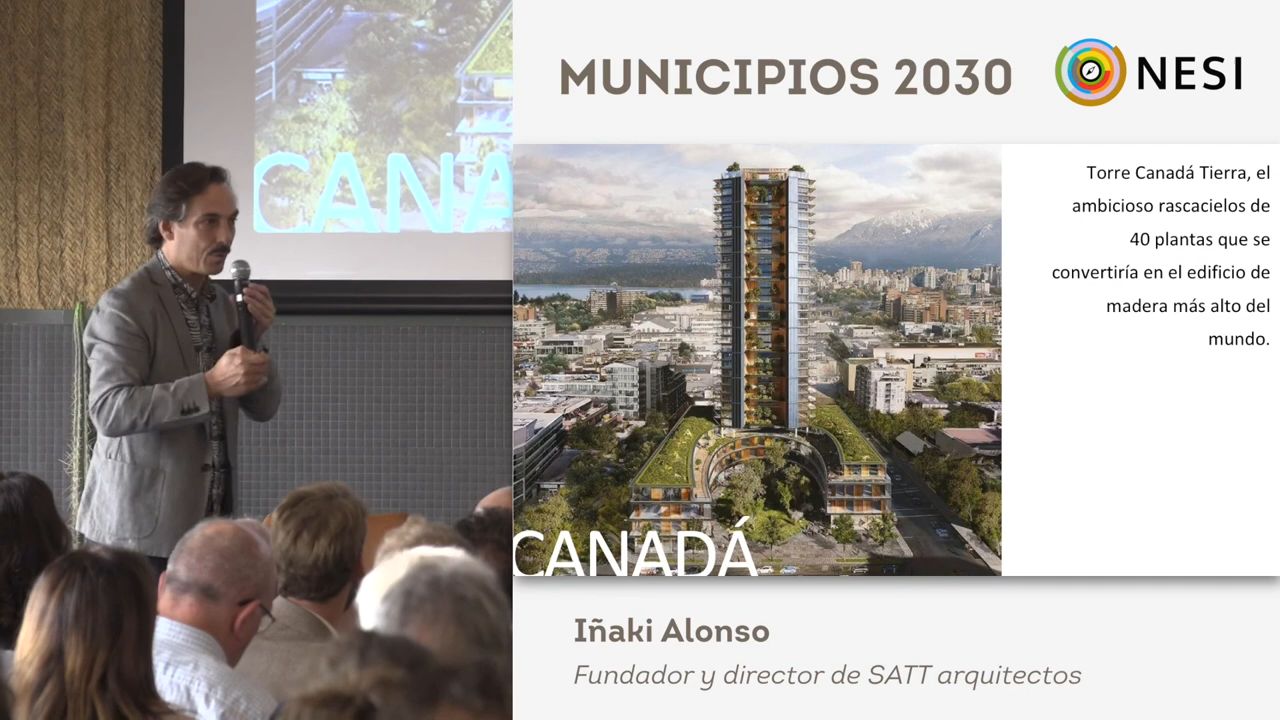 CANA
MUNICIPIOS 2030
NESI
Torre Canadá Tierra, el
ambicioso rascacielos de
40 plantas que se
convertiría en el edificio de
madera más alto del
mundo.
CANADÁ
Iñaki Alonso
Fundador y director de SATT arquitectos